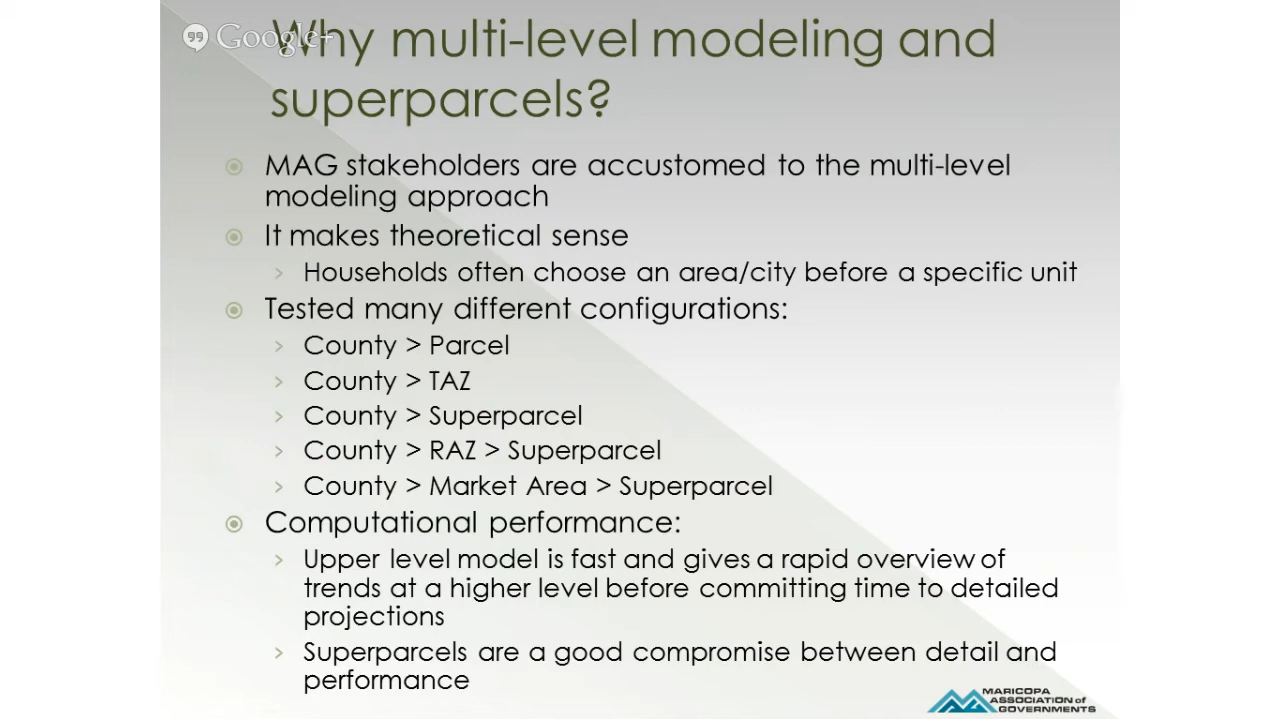 Google+
Why multi-level modeling and
superparcels?
MAG stakeholders are accustomed to the multi-level
modeling approach
It makes theoretical sense
Households often choose an area/city before a specific unit
Tested many different configurations:
County > Parcel
County > TAZ
County > Superparcel
County > RAZ > Superparcel
County > Market Area > Superparcel
Computational performance:
Upper level model is fast and gives a rapid overview of
trends at a higher level before committing time to detailed
projections
Superparcels are a good compromise between detail and
performance
MARICOPA
ASSOCIATION of
GOVERNMENTS